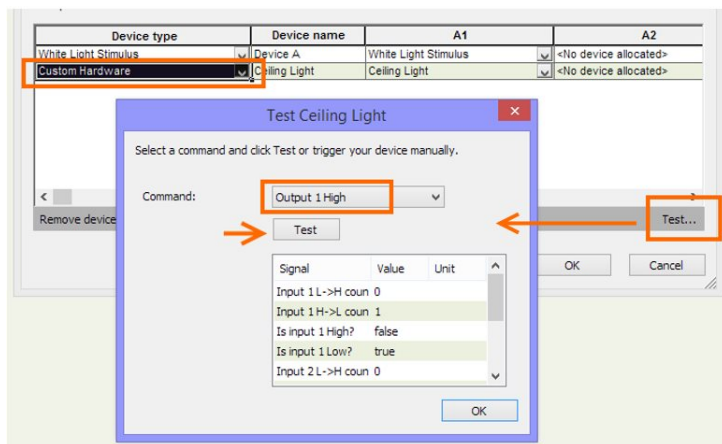 Device type Device name A1 A2
White Light Stimulus Device A White Light Stimulus <No device allocated>
Custom Hardware Ceiling Light Ceiling Light <No device allocated>
Test Ceiling Light
Select a command and click Test or trigger your device manually.
Command: Output 1 High
Remove device Test...
Test
Signal Value Unit
Input 1 L->H coun 0
OK Cancel
Input 1 H->L coun 1
Is input 1 High? false
Is input 1 Low? true
Input 2 L->H coun 0
OK